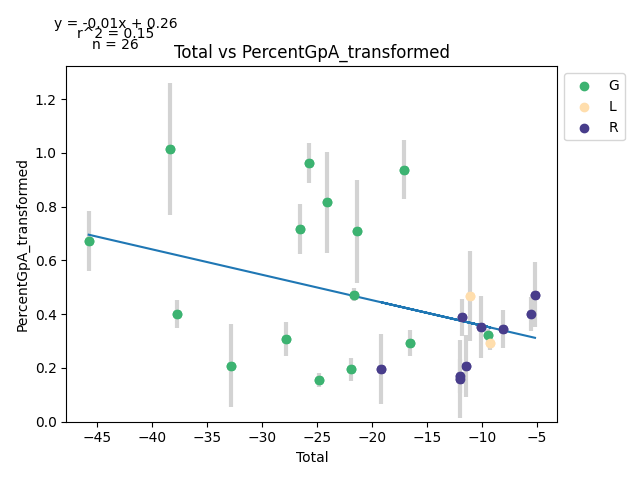 y = -0.01x + 0.26
r^2 = 0.15
n = 26
Total vs PercentGpA_transformed
G
L
R
PercentGpA_transformed
1.2
1.0
0.8
0.6
0.4
0.2
0.0
−45 −40 −35 −30 −25 −20 −15 −10 −5
Total